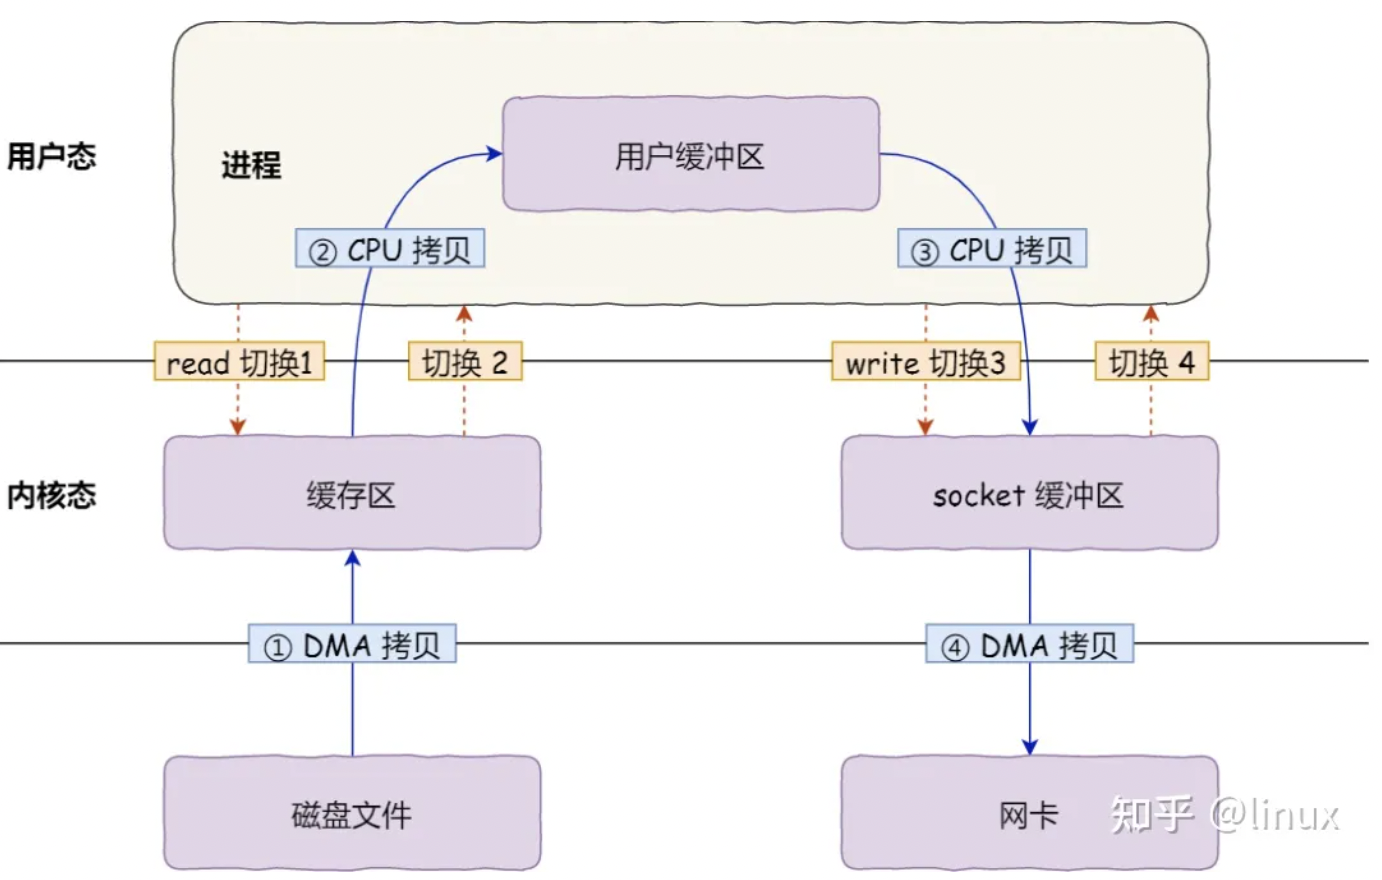 用户态
进程
用户缓冲区
② CPU 拷贝
③ CPU 拷贝
read 切换1
切换 2
write 切换3
切换 4
内核态
缓存区
socket 缓冲区
① DMA 拷贝
④ DMA 拷贝
磁盘文件
网卡
知乎 @linux